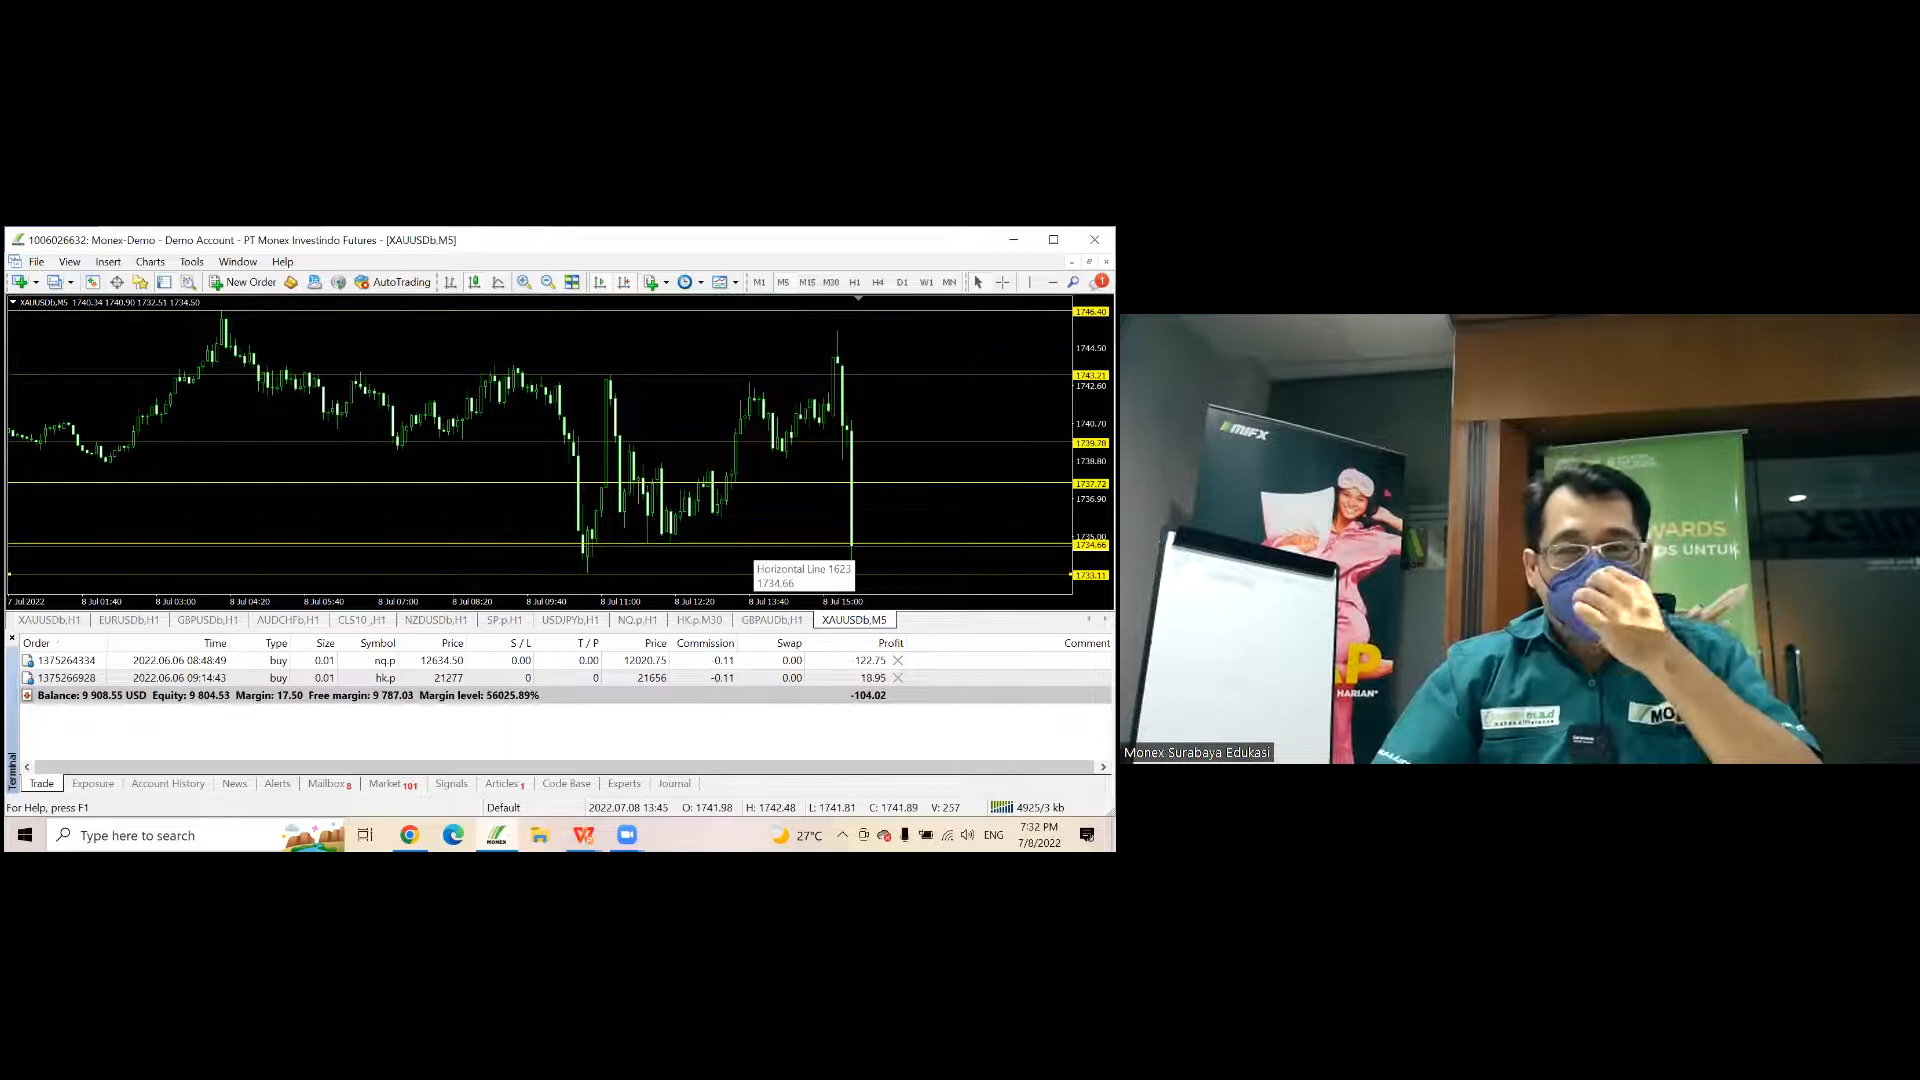 1006026632: Monex-Demo - Demo Account - PT Monex Investindo Futures - [XAUUSDb,M5]
File View Insert Charts Tools Window Help
New Order AutoTrading M1 M5 M15 M30 H1 H4 D1 W1 MN 1
XAUUSDb,M5 1740.34 1740.90 1732.51 1734.50
1746.40
1744.50
1743.21
1742.60
1740.70
1739.78
1738.80
1737.72
1736.90
1735.00
1734.66
1733.11
Horizontal Line 1623
1734.66
7 Jul 2022 8 Jul 01:40 8 Jul 03:00 8 Jul 04:20 8 Jul 05:40 8 Jul 07:00 8 Jul 08:20 8 Jul 09:40 8 Jul 11:00 8 Jul 12:20 8 Jul 13:40 8 Jul 15:00
XAUUSDb,H1 EURUSDb,H1 GBPUSDb,H1 AUDCHFb,H1 CLS10_,H1 NZDUSDb,H1 SP.p,H1 USDJPYb,H1 NQ.p,H1 HK.p,M30 GBPAUDb,H1 XAUUSDb,M5
Order Time Type Size Symbol Price S / L T / P Price Commission Swap Profit Comment
1375264334 2022.06.06 08:48:49 buy 0.01 nq.p 12634.50 0.00 0.00 12020.75 -0.11 0.00 -122.75
1375266928 2022.06.06 09:14:43 buy 0.01 hk.p 21277 0 0 21656 -0.11 0.00 18.95
Balance: 9 908.55 USD Equity: 9 804.53 Margin: 17.50 Free margin: 9 787.03 Margin level: 56025.89% -104.02
Terminal
Trade Exposure Account History News Alerts Mailbox 8 Market 101 Signals Articles 1 Code Base Experts Journal
For Help, press F1 Default 2022.07.08 13:45 O: 1741.98 H: 1742.48 L: 1741.81 C: 1741.89 V: 257 4925/3 kb
Type here to search MONEX 27°C ENG 7:32 PM
7/8/2022
MIFX
WARDS
DS UNTUK
AP
HARIAN*
m.a.d
MO
Monex Surabaya Edukasi